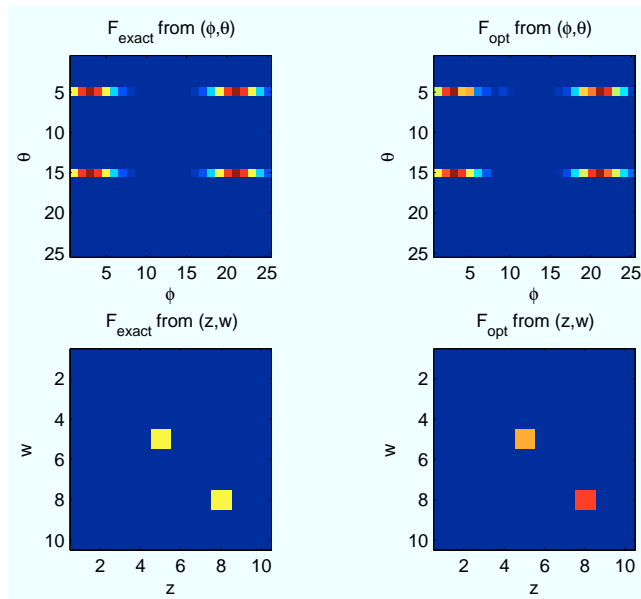 F_exact from (ϕ,θ)
5
10
15
20
25
θ
5 10 15 20 25
ϕ
F_opt from (ϕ,θ)
5
10
15
20
25
θ
5 10 15 20 25
ϕ
F_exact from (z,w)
2
4
6
8
10
w
2 4 6 8 10
z
F_opt from (z,w)
2
4
6
8
10
w
2 4 6 8 10
z